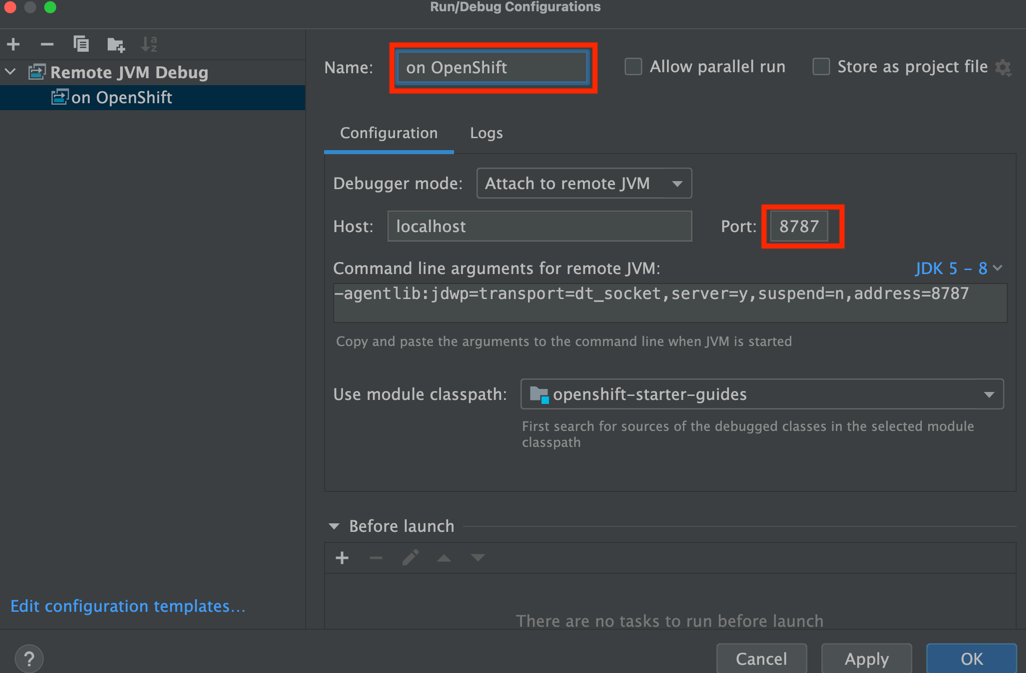 Run/Debug Configurations
Remote JVM Debug
on OpenShift
Name:
on OpenShift
Allow parallel run
Store as project file
Configuration
Logs
Debugger mode:
Attach to remote JVM
Host:
localhost
Port:
8787
Command line arguments for remote JVM:
JDK 5 – 8
-agentlib:jdwp=transport=dt_socket,server=y,suspend=n,address=8787
Copy and paste the arguments to the command line when JVM is started
Use module classpath:
openshift-starter-guides
First search for sources of the debugged classes in the selected module
classpath
Before launch
There are no tasks to run before launch
Edit configuration templates...
?
Cancel
Apply
OK